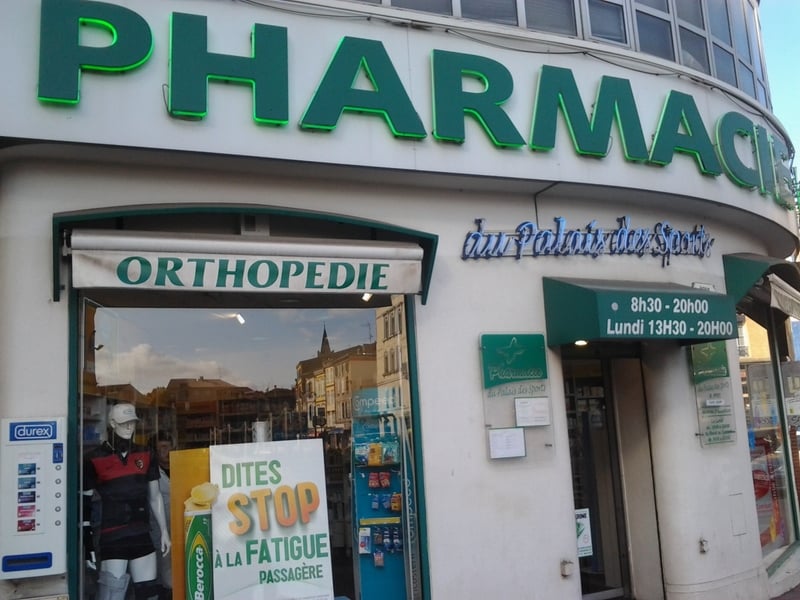 PHARMACIE
du Palais des Sports
ORTHOPEDIE
8h30 - 20h00
Lundi 13H30 - 20H00
Pharmacie
du Palais des Sports
durex
DITES
STOP
À LA FATIGUE
PASSAGÈRE
Berocca